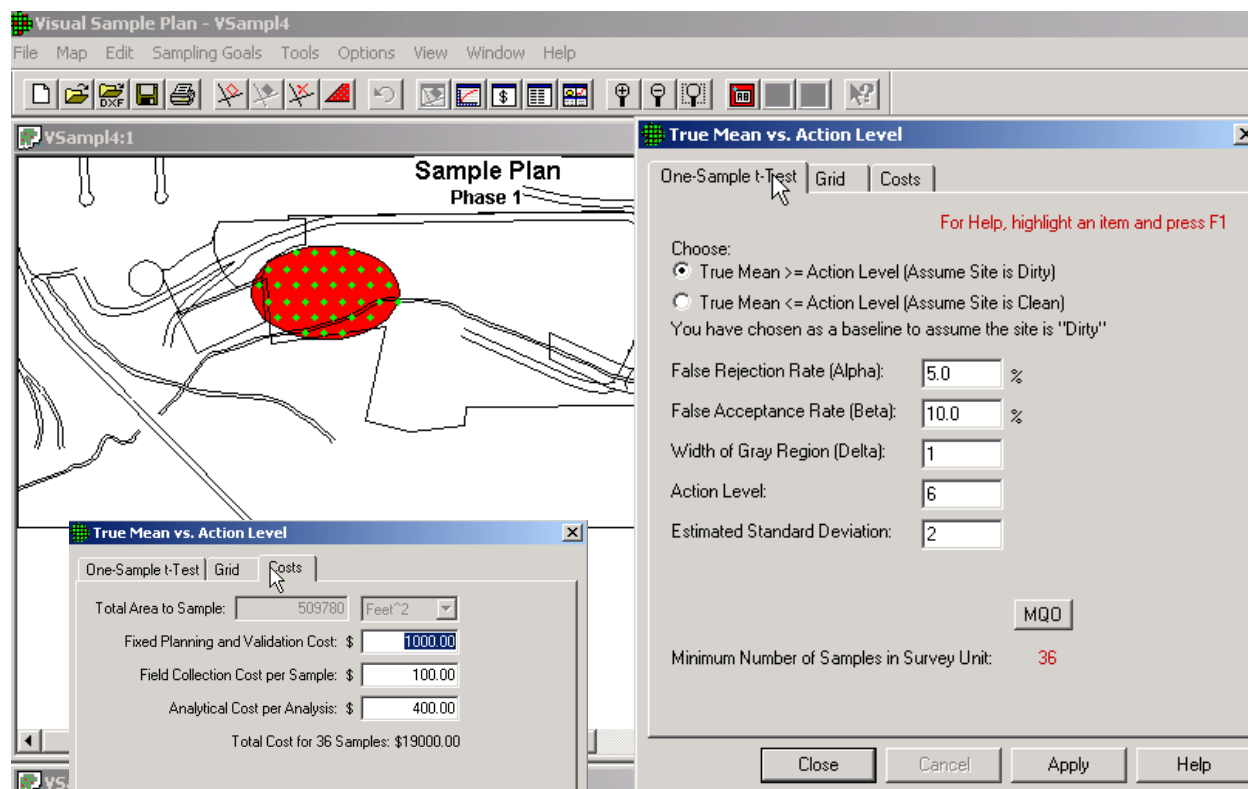 Visual Sample Plan - VSampl4
File Map Edit Sampling Goals Tools Options View Window Help
DXF
$
AB
VSampl4:1
Sample Plan
Phase 1
True Mean vs. Action Level
One-Sample t-Test Grid Costs
For Help, highlight an item and press F1
Choose:
True Mean >= Action Level (Assume Site is Dirty)
True Mean <= Action Level (Assume Site is Clean)
You have chosen as a baseline to assume the site is "Dirty"
False Rejection Rate (Alpha): 5.0 %
False Acceptance Rate (Beta): 10.0 %
Width of Gray Region (Delta): 1
Action Level: 6
Estimated Standard Deviation: 2
MQO
Minimum Number of Samples in Survey Unit: 36
Close Cancel Apply Help
True Mean vs. Action Level
One-Sample t-Test Grid Costs
Total Area to Sample: 509780 Feet^2
Fixed Planning and Validation Cost: $ 1000.00
Field Collection Cost per Sample: $ 100.00
Analytical Cost per Analysis: $ 400.00
Total Cost for 36 Samples: $19000.00